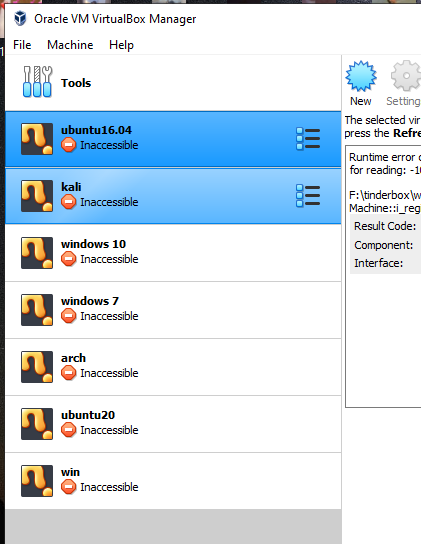 Oracle VM VirtualBox Manager
File Machine Help
Tools
New
Setting
The selected vir
press the Refre
ubuntu16.04
Inaccessible
kali
Inaccessible
windows 10
Inaccessible
windows 7
Inaccessible
arch
Inaccessible
ubuntu20
Inaccessible
win
Inaccessible
Runtime error o
for reading: -10
F:\tinderbox\w
Machine::i_regi
Result Code:
Component:
Interface: